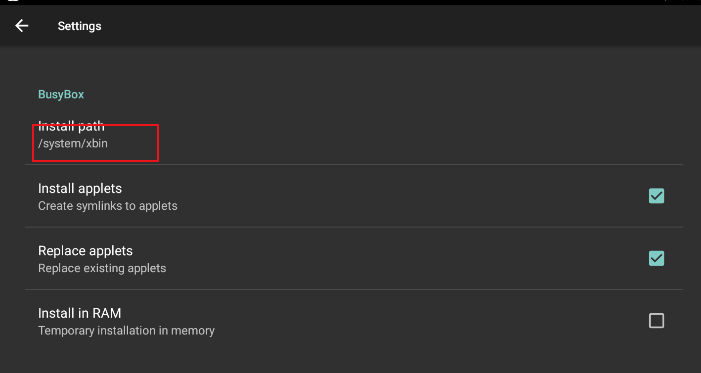 Settings
BusyBox
Install path
/system/xbin
Install applets
Create symlinks to applets
Replace applets
Replace existing applets
Install in RAM
Temporary installation in memory